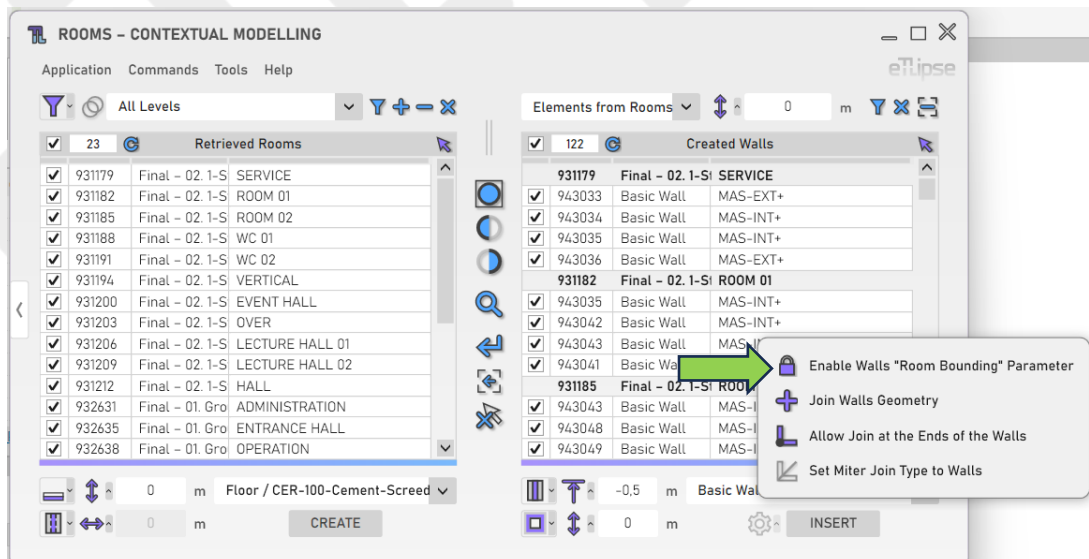 ROOMS – CONTEXTUAL MODELLING
Application Commands Tools Help
eTLipse
All Levels
Elements from Rooms 0 m
23 Retrieved Rooms
931179 Final – 02. 1-S SERVICE
931182 Final – 02. 1-S ROOM 01
931185 Final – 02. 1-S ROOM 02
931188 Final – 02. 1-S WC 01
931191 Final – 02. 1-S WC 02
931194 Final – 02. 1-S VERTICAL
931200 Final – 02. 1-S EVENT HALL
931203 Final – 02. 1-S OVER
931206 Final – 02. 1-S LECTURE HALL 01
931209 Final – 02. 1-S LECTURE HALL 02
931212 Final – 02. 1-S HALL
932631 Final – 01. Gro ADMINISTRATION
932635 Final – 01. Gro ENTRANCE HALL
932638 Final – 01. Gro OPERATION
0 m Floor / CER-100-Cement-Screed
0 m CREATE
122 Created Walls
931179 Final – 02. 1-St SERVICE
943033 Basic Wall MAS-EXT+
943034 Basic Wall MAS-INT+
943035 Basic Wall MAS-INT+
943036 Basic Wall MAS-EXT+
931182 Final – 02. 1-St ROOM 01
943035 Basic Wall MAS-INT+
943042 Basic Wall MAS-INT+
943043 Basic Wall MAS-I
943041 Basic Wa
931185 Final – 02. 1-St ROOM
943043 Basic Wall MAS-I
943048 Basic Wall MAS-I
943049 Basic Wall MAS-I
-0,5 m Basic Wal
0 m INSERT
Enable Walls "Room Bounding" Parameter
Join Walls Geometry
Allow Join at the Ends of the Walls
Set Miter Join Type to Walls